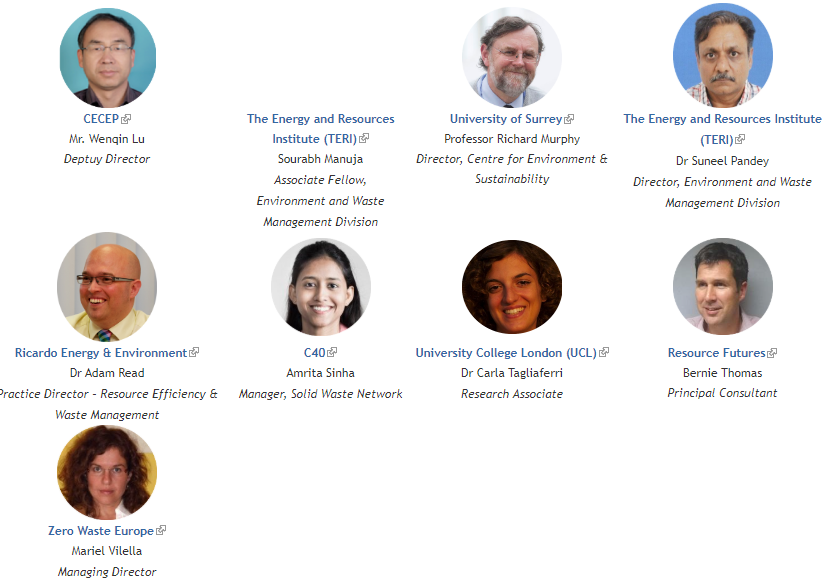 CECEP
Mr. Wenqin Lu
Deptuy Director
The Energy and Resources
Institute (TERI)
Sourabh Manuja
Associate Fellow,
Environment and Waste
Management Division
University of Surrey
Professor Richard Murphy
Director, Centre for Environment &
Sustainability
The Energy and Resources Institute
(TERI)
Dr Suneel Pandey
Director, Environment and Waste
Management Division
Ricardo Energy & Environment
Dr Adam Read
Practice Director – Resource Efficiency &
Waste Management
C40
Amrita Sinha
Manager, Solid Waste Network
University College London (UCL)
Dr Carla Tagliaferri
Research Associate
Resource Futures
Bernie Thomas
Principal Consultant
Zero Waste Europe
Mariel Vilella
Managing Director